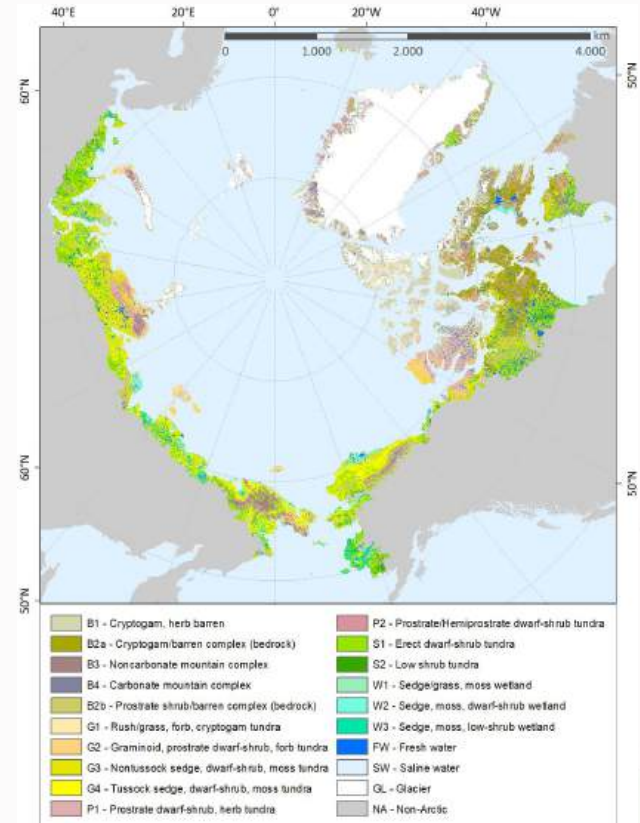 40°E 20°E 0° 20°W 40°W
km
0 1.000 2.000 4.000
60°N
50°N
60°N
50°N
50°N
B1 - Cryptogam, herb barren
B2a - Cryptogam/barren complex (bedrock)
B3 - Noncarbonate mountain complex
B4 - Carbonate mountain complex
B2b - Prostrate shrub/barren complex (bedrock)
G1 - Rush/grass, forb, cryptogam tundra
G2 - Graminoid, prostrate dwarf-shrub, forb tundra
G3 - Nontussock sedge, dwarf-shrub, moss tundra
G4 - Tussock sedge, dwarf-shrub, moss tundra
P1 - Prostrate dwarf-shrub, herb tundra
P2 - Prostrate/Hemiprostrate dwarf-shrub tundra
S1 - Erect dwarf-shrub tundra
S2 - Low shrub tundra
W1 - Sedge/grass, moss wetland
W2 - Sedge, moss, dwarf-shrub wetland
W3 - Sedge, moss, low-shrub wetland
FW - Fresh water
SW - Saline water
GL - Glacier
NA - Non-Arctic